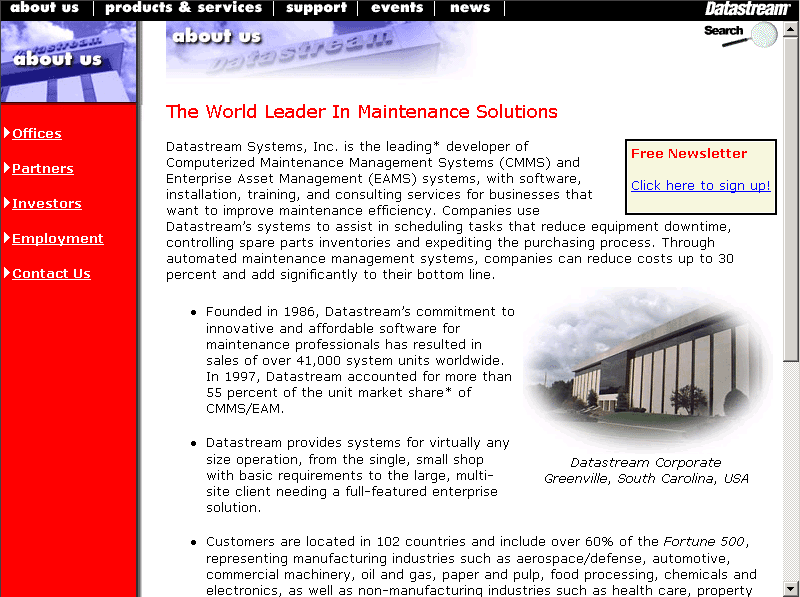 about us
products & services
support
events
news
Datastream
Search
about us
about us
Datastream
Offices
Partners
Investors
Employment
Contact Us
The World Leader In Maintenance Solutions
Datastream Systems, Inc. is the leading* developer of
Computerized Maintenance Management Systems (CMMS) and
Enterprise Asset Management (EAMS) systems, with software,
installation, training, and consulting services for businesses that
want to improve maintenance efficiency. Companies use
Datastream's systems to assist in scheduling tasks that reduce equipment downtime,
controlling spare parts inventories and expediting the purchasing process. Through
automated maintenance management systems, companies can reduce costs up to 30
percent and add significantly to their bottom line.
Free Newsletter
Click here to sign up!
• Founded in 1986, Datastream's commitment to
innovative and affordable software for
maintenance professionals has resulted in
sales of over 41,000 system units worldwide.
In 1997, Datastream accounted for more than
55 percent of the unit market share* of
CMMS/EAM.
• Datastream provides systems for virtually any
size operation, from the single, small shop
with basic requirements to the large, multi-
site client needing a full-featured enterprise
solution.
Datastream Corporate
Greenville, South Carolina, USA
• Customers are located in 102 countries and include over 60% of the Fortune 500,
representing manufacturing industries such as aerospace/defense, automotive,
commercial machinery, oil and gas, paper and pulp, food processing, chemicals and
electronics, as well as non-manufacturing industries such as health care, property